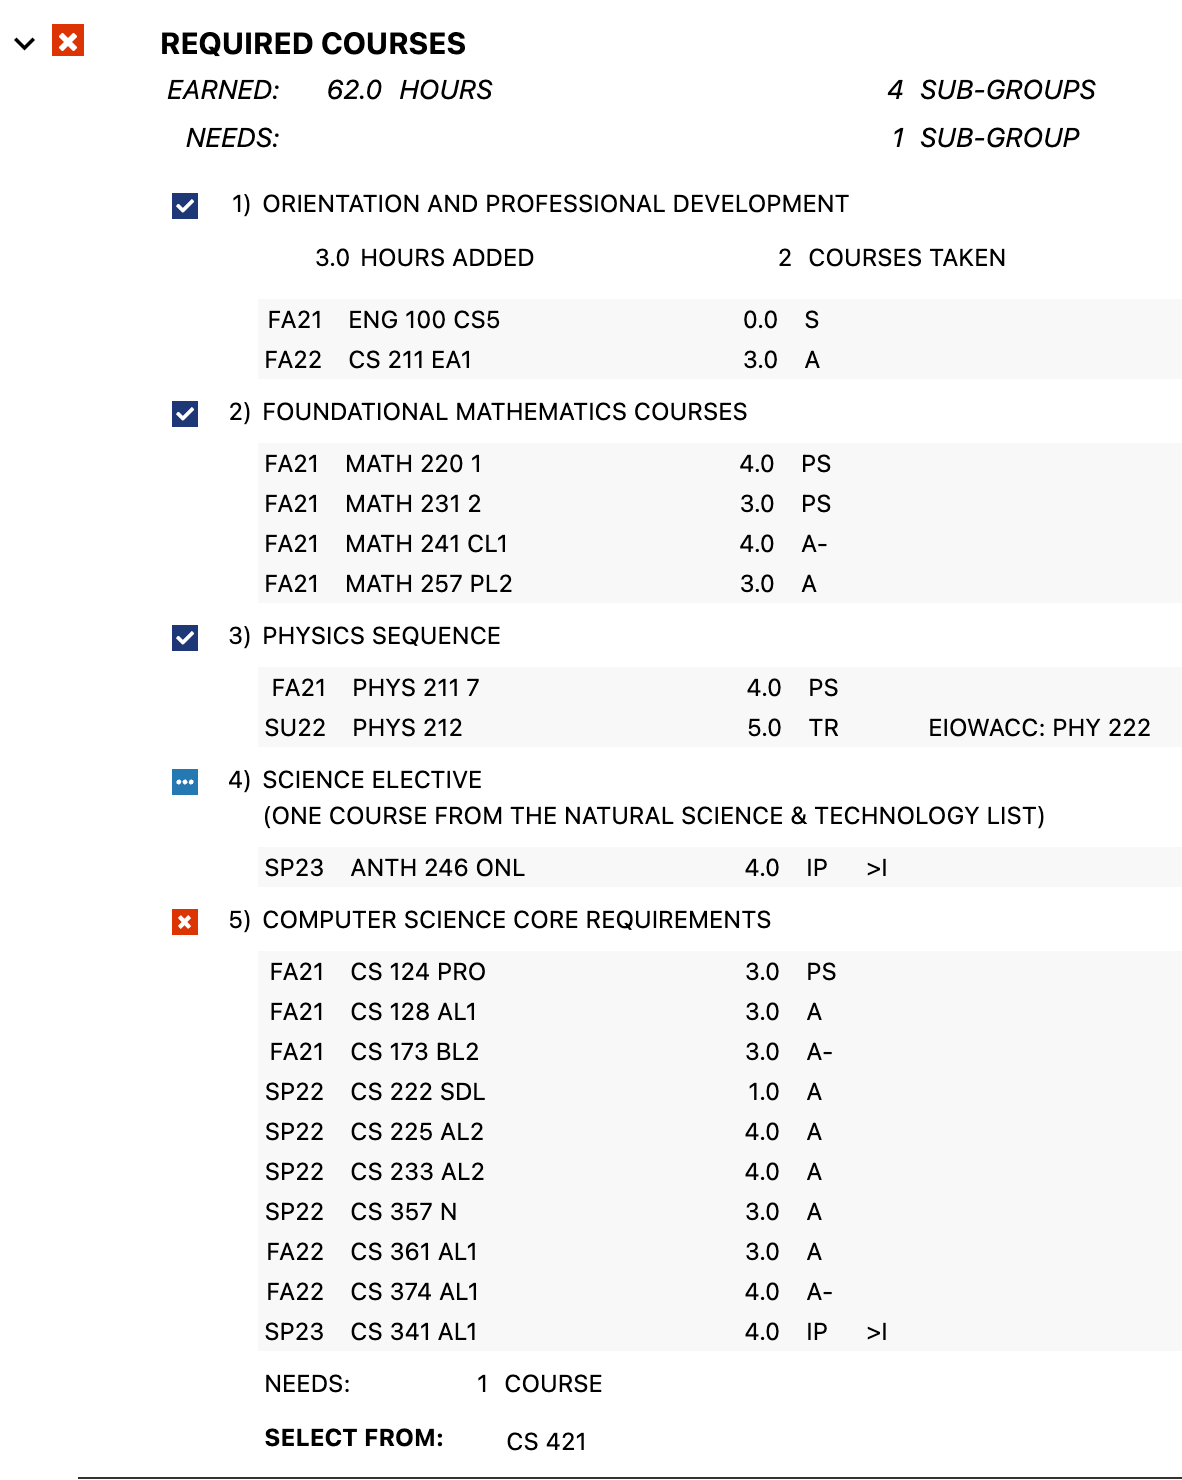 REQUIRED COURSES
EARNED: 62.0 HOURS 4 SUB-GROUPS
NEEDS: 1 SUB-GROUP
1) ORIENTATION AND PROFESSIONAL DEVELOPMENT
3.0 HOURS ADDED 2 COURSES TAKEN
FA21 ENG 100 CS5 0.0 S
FA22 CS 211 EA1 3.0 A
2) FOUNDATIONAL MATHEMATICS COURSES
FA21 MATH 220 1 4.0 PS
FA21 MATH 231 2 3.0 PS
FA21 MATH 241 CL1 4.0 A-
FA21 MATH 257 PL2 3.0 A
3) PHYSICS SEQUENCE
FA21 PHYS 211 7 4.0 PS
SU22 PHYS 212 5.0 TR EIOWACC: PHY 222
4) SCIENCE ELECTIVE
(ONE COURSE FROM THE NATURAL SCIENCE & TECHNOLOGY LIST)
SP23 ANTH 246 ONL 4.0 IP >I
5) COMPUTER SCIENCE CORE REQUIREMENTS
FA21 CS 124 PRO 3.0 PS
FA21 CS 128 AL1 3.0 A
FA21 CS 173 BL2 3.0 A-
SP22 CS 222 SDL 1.0 A
SP22 CS 225 AL2 4.0 A
SP22 CS 233 AL2 4.0 A
SP22 CS 357 N 3.0 A
FA22 CS 361 AL1 3.0 A
FA22 CS 374 AL1 4.0 A-
SP23 CS 341 AL1 4.0 IP >I
NEEDS: 1 COURSE
SELECT FROM: CS 421